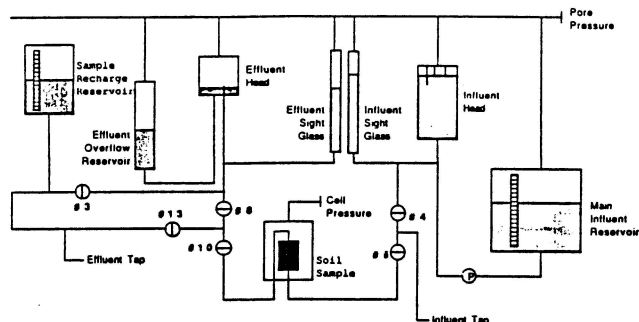 Pore
Pressure
Sample
Recharge
Reservoir
Effluent
Head
Effluent
Sight
Glass
Influent
Sight
Glass
Influent
Head
Effluent
Overflow
Reservoir
#3
#13
#8
#10
Cell
Pressure
#4
#5
Soil
Sample
Main
Influent
Reservoir
P
Effluent Tap
Influent Tap